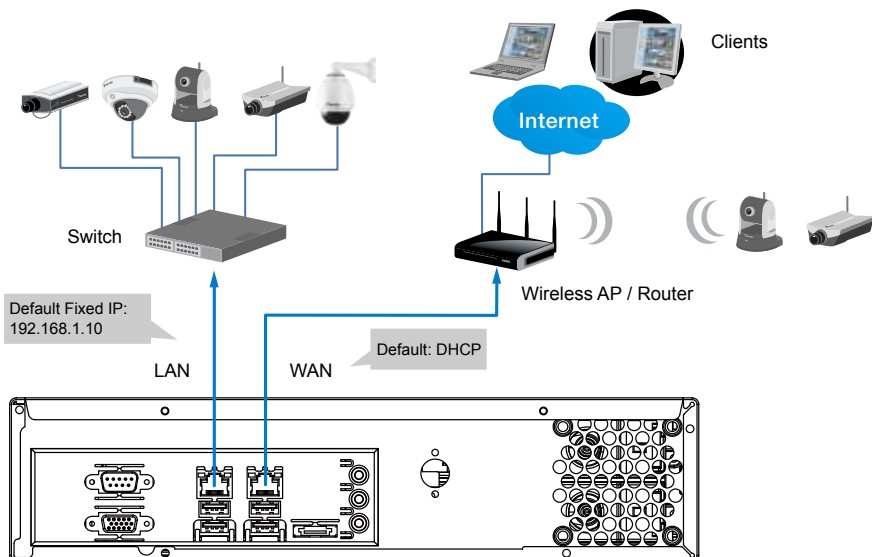 Clients
Internet
Switch
Wireless AP / Router
Default Fixed IP:
192.168.1.10
Default: DHCP
LAN
WAN